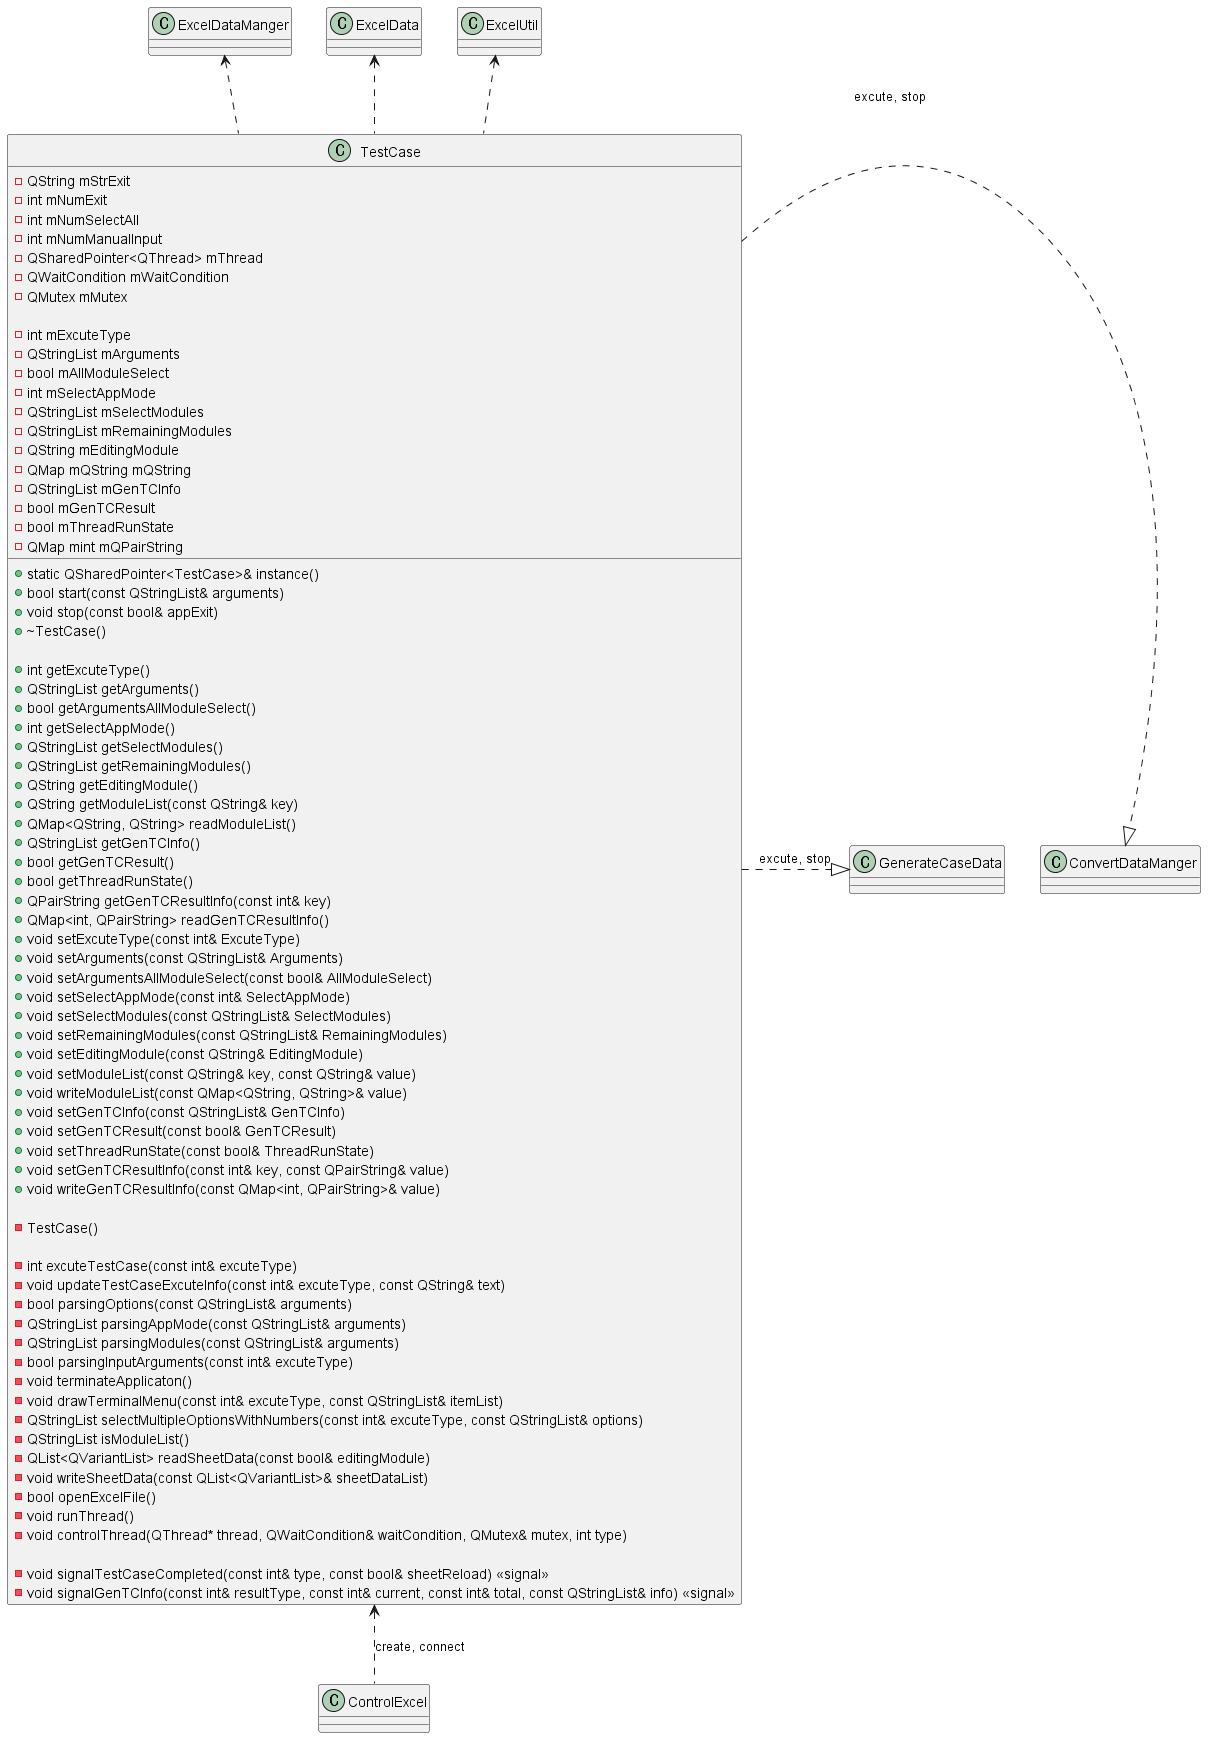 C ExcelDataManger
C ExcelData
C ExcelUtil
excute, stop
C TestCase
QString mStrExit
int mNumExit
int mNumSelectAll
int mNumManualInput
QSharedPointer<QThread> mThread
QWaitCondition mWaitCondition
QMutex mMutex
int mExcuteType
QStringList mArguments
bool mAllModuleSelect
int mSelectAppMode
QStringList mSelectModules
QStringList mRemainingModules
QString mEditingModule
QMap mQString mQString
QStringList mGenTCInfo
bool mGenTCResult
bool mThreadRunState
QMap mint mQPairString
static QSharedPointer<TestCase>& instance()
bool start(const QStringList& arguments)
void stop(const bool& appExit)
~TestCase()
int getExcuteType()
QStringList getArguments()
bool getArgumentsAllModuleSelect()
int getSelectAppMode()
QStringList getSelectModules()
QStringList getRemainingModules()
QString getEditingModule()
QString getModuleList(const QString& key)
QMap<QString, QString> readModuleList()
QStringList getGenTCInfo()
bool getGenTCResult()
bool getThreadRunState()
QPairString getGenTCResultInfo(const int& key)
QMap<int, QPairString> readGenTCResultInfo()
void setExcuteType(const int& ExcuteType)
void setArguments(const QStringList& Arguments)
void setArgumentsAllModuleSelect(const bool& AllModuleSelect)
void setSelectAppMode(const int& SelectAppMode)
void setSelectModules(const QStringList& SelectModules)
void setRemainingModules(const QStringList& RemainingModules)
void setEditingModule(const QString& EditingModule)
void setModuleList(const QString& key, const QString& value)
void writeModuleList(const QMap<QString, QString>& value)
void setGenTCInfo(const QStringList& GenTCInfo)
void setGenTCResult(const bool& GenTCResult)
void setThreadRunState(const bool& ThreadRunState)
void setGenTCResultInfo(const int& key, const QPairString& value)
void writeGenTCResultInfo(const QMap<int, QPairString>& value)
TestCase()
int excuteTestCase(const int& excuteType)
void updateTestCaseExcuteInfo(const int& excuteType, const QString& text)
bool parsingOptions(const QStringList& arguments)
QStringList parsingAppMode(const QStringList& arguments)
QStringList parsingModules(const QStringList& arguments)
bool parsingInputArguments(const int& excuteType)
void terminateApplicaton()
void drawTerminalMenu(const int& excuteType, const QStringList& itemList)
QStringList selectMultipleOptionsWithNumbers(const int& excuteType, const QStringList& options)
QStringList isModuleList()
QList<QVariantList> readSheetData(const bool& editingModule)
void writeSheetData(const QList<QVariantList>& sheetDataList)
bool openExcelFile()
void runThread()
void controlThread(QThread* thread, QWaitCondition& waitCondition, QMutex& mutex, int type)
void signalTestCaseCompleted(const int& type, const bool& sheetReload) «signal»
void signalGenTCInfo(const int& resultType, const int& current, const int& total, const QStringList& info) «signal»
excute, stop
C GenerateCaseData
C ConvertDataManger
create, connect
C ControlExcel